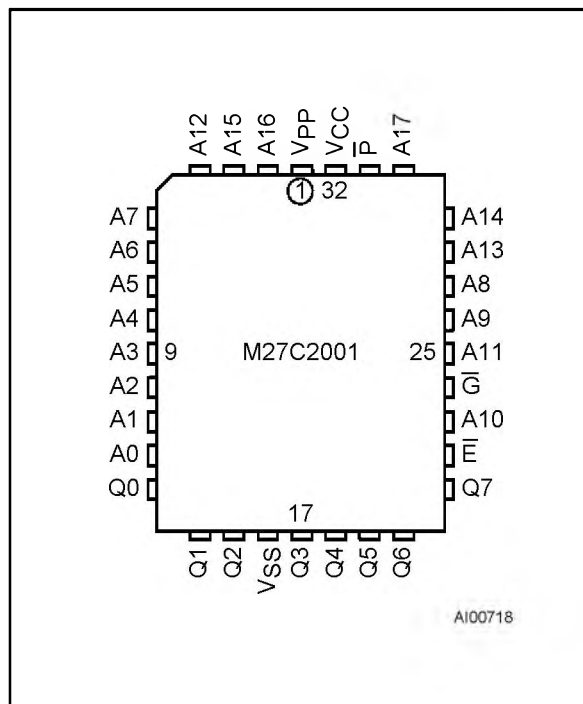 A12 A15 A16 VPP VCC P̅ A17
1 32
A7 A14
A6 A13
A5 A8
A4 A9
A3 9 M27C2001 25 A11
A2 G̅
A1 A10
A0 E̅
Q0 Q7
17
Q1 Q2 VSS Q3 Q4 Q5 Q6
AI00718